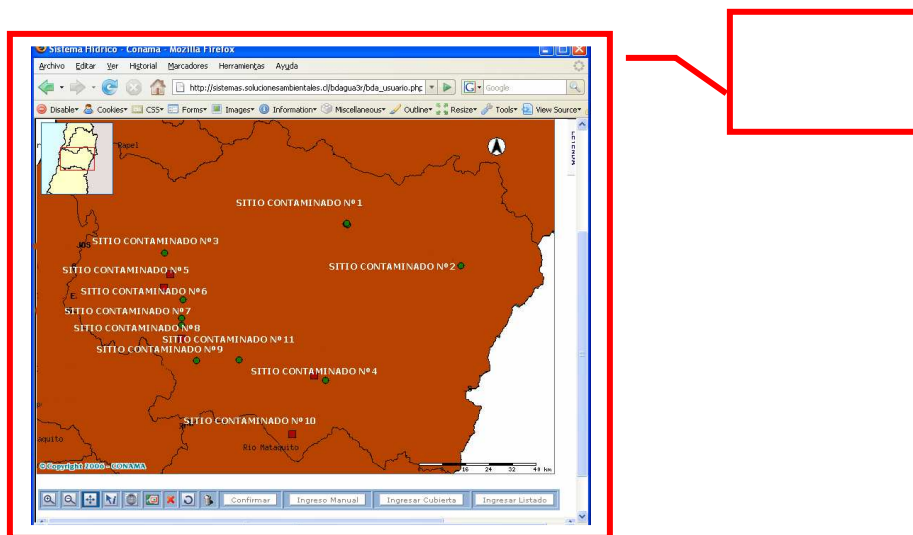 Sistema Hídrico - Conama - Mozilla Firefox
Archivo Editar Ver Historial Marcadores Herramientas Ayuda
http://sistemas.solucionesambientales.cl/bdagua3r/bda_usuario.php
Google
Disable Cookies CSS Forms Images Information Miscellaneous Outline Resize Tools View Source
Rapel
LEYENDA
SITIO CONTAMINADO Nº1
SITIO CONTAMINADO Nº3
SITIO CONTAMINADO Nº2
SITIO CONTAMINADO Nº5
E.
SITIO CONTAMINADO Nº6
SITIO CONTAMINADO Nº7
SITIO CONTAMINADO Nº8
SITIO CONTAMINADO Nº11
SITIO CONTAMINADO Nº9
SITIO CONTAMINADO Nº4
SITIO CONTAMINADO Nº10
aquito
Rio Mataquito
© Copyright 2006 - CONAMA
16 24 32 40 km
Confirmar Ingreso Manual Ingresar Cubierta Ingresar Listado